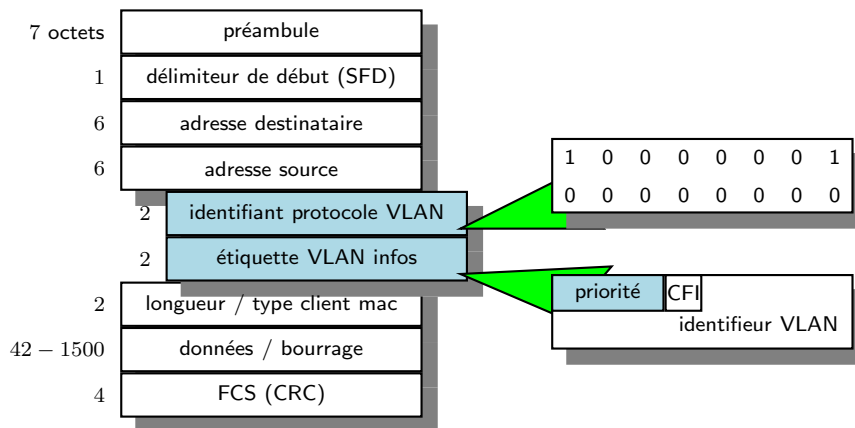 7 octets préambule
1 délimiteur de début (SFD)
6 adresse destinataire
6 adresse source
2 identifiant protocole VLAN
2 étiquette VLAN infos
2 longueur / type client mac
42 − 1500 données / bourrage
4 FCS (CRC)
1 0 0 0 0 0 0 1
0 0 0 0 0 0 0 0
priorité CFI
identifieur VLAN